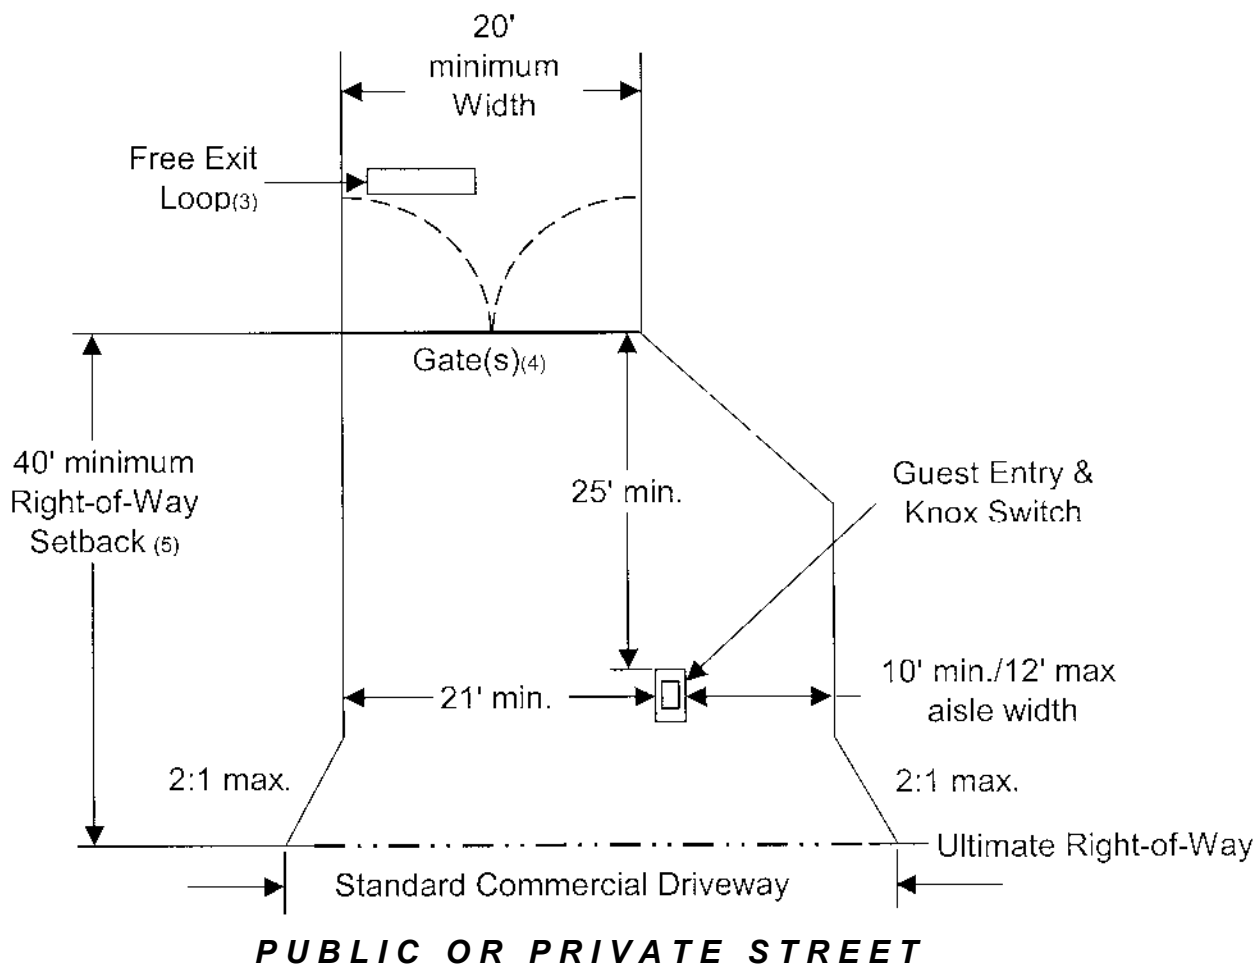 20'
minimum
Width
Free Exit
Loop(3)
Gate(s)(4)
40' minimum
Right-of-Way
Setback (5)
25' min.
Guest Entry &
Knox Switch
21' min.
10' min./12' max
aisle width
2:1 max.
2:1 max.
Ultimate Right-of-Way
Standard Commercial Driveway
PUBLIC OR PRIVATE STREET